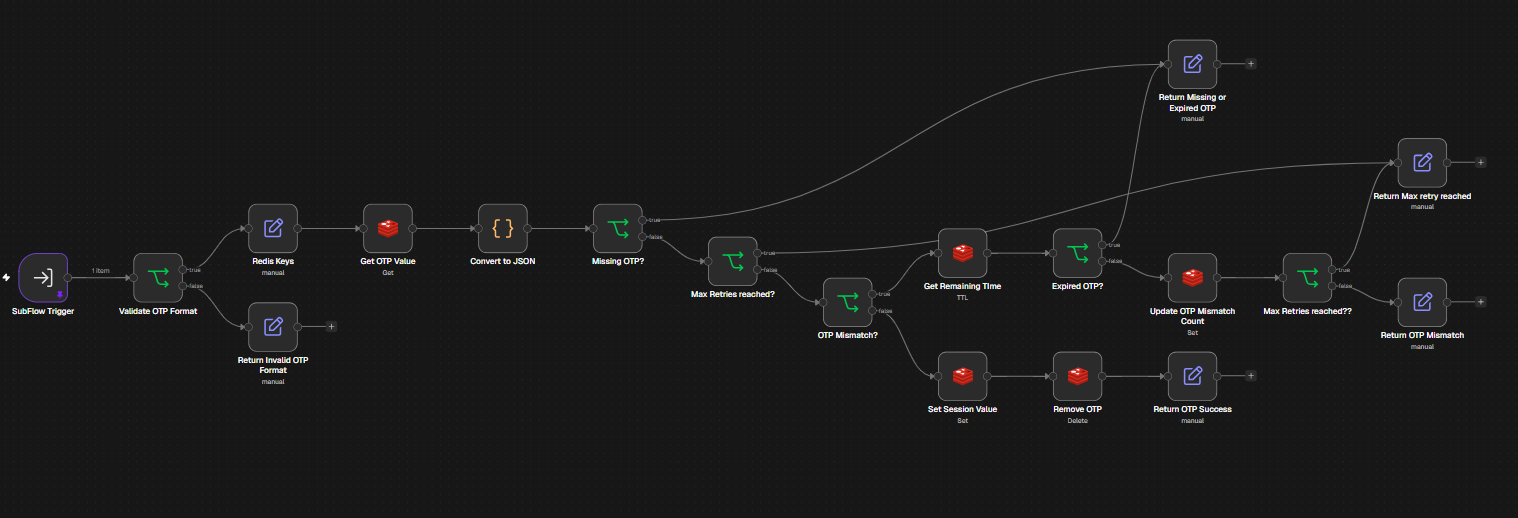 Return Missing or
Expired OTP
manual
Return Max retry reached
manual
true
false
Redis Keys
manual
Get OTP Value
Get
Convert to JSON
Missing OTP?
true
false
Max Retries reached?
true
false
Get Remaining TIme
TTL
true
false
Expired OTP?
1 item
SubFlow Trigger
true
false
Validate OTP Format
true
false
OTP Mismatch?
Update OTP Mismatch
Count
Set
true
false
Max Retries reached??
Return OTP Mismatch
manual
Return Invalid OTP
Format
manual
Set Session Value
Set
Remove OTP
Delete
Return OTP Success
manual